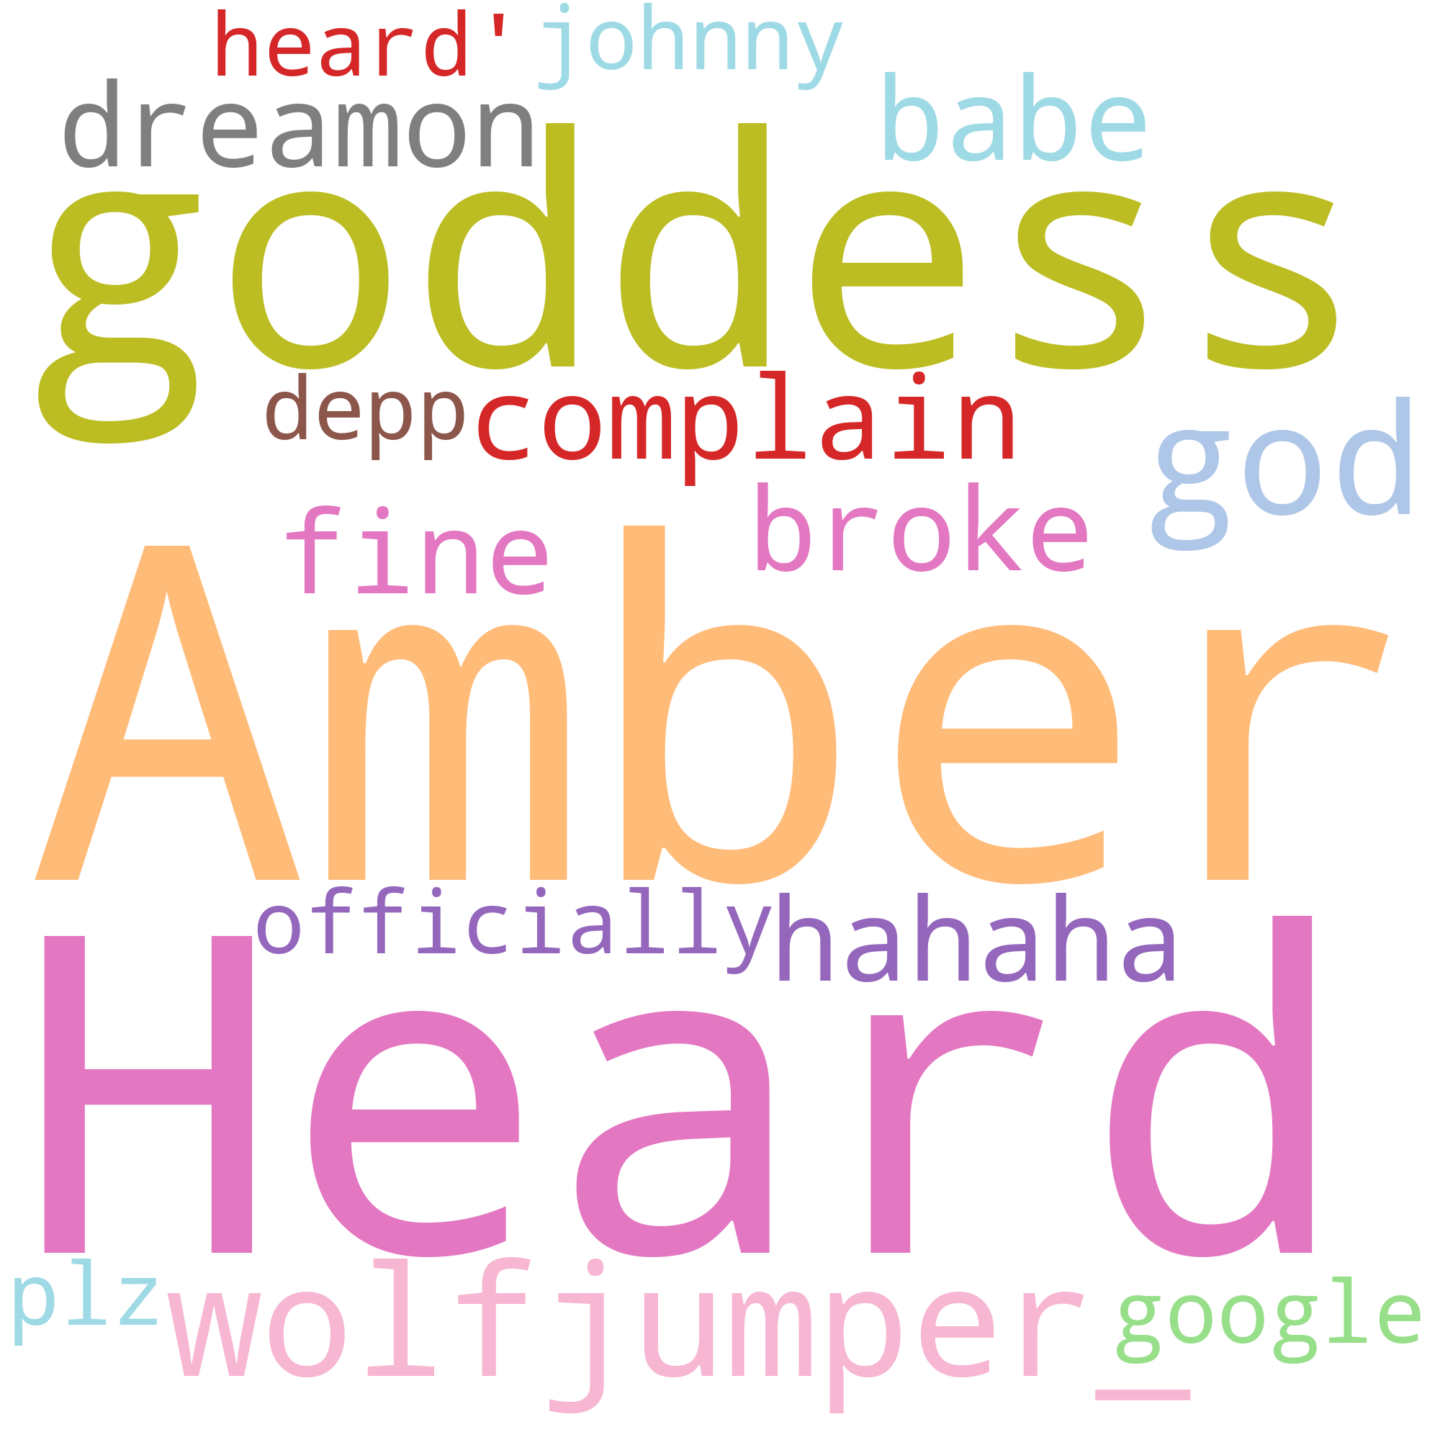 heard' johnny
dreamon babe
goddess
depp complain
god
fine broke
Amber
officially hahaha
Heard
plz wolfjumper_ google